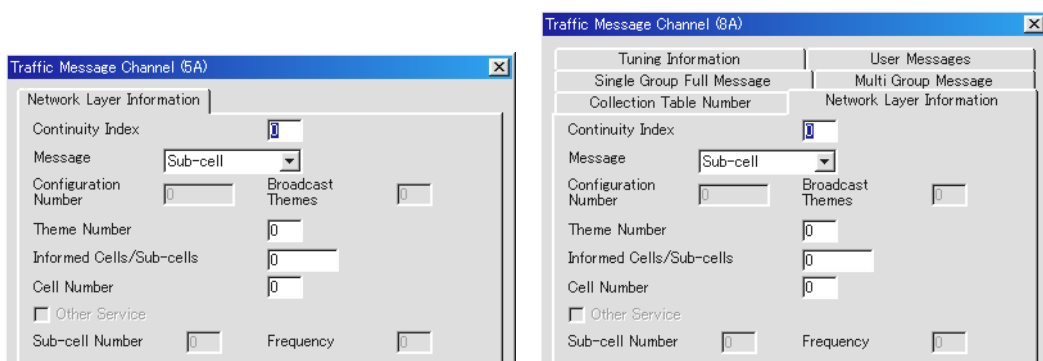 Traffic Message Channel (5A)
Network Layer Information
Continuity Index 0
Message Sub-cell
Configuration Number 0 Broadcast Themes 0
Theme Number 0
Informed Cells/Sub-cells 0
Cell Number 0
Other Service
Sub-cell Number 0 Frequency 0
Traffic Message Channel (8A)
Tuning Information User Messages
Single Group Full Message Multi Group Message
Collection Table Number Network Layer Information
Continuity Index 0
Message Sub-cell
Configuration Number 0 Broadcast Themes 0
Theme Number 0
Informed Cells/Sub-cells 0
Cell Number 0
Other Service
Sub-cell Number 0 Frequency 0